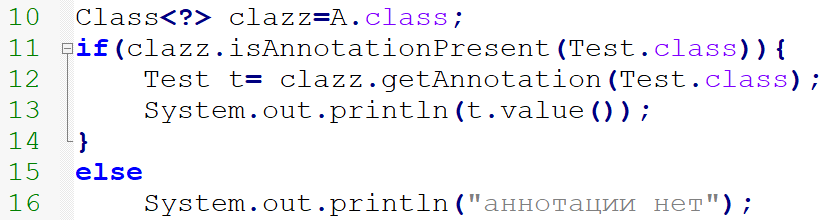 10 Class<?> clazz=A.class;
11 if(clazz.isAnnotationPresent(Test.class)){
12 Test t= clazz.getAnnotation(Test.class);
13 System.out.println(t.value());
14 }
15 else
16 System.out.println("аннотации нет");